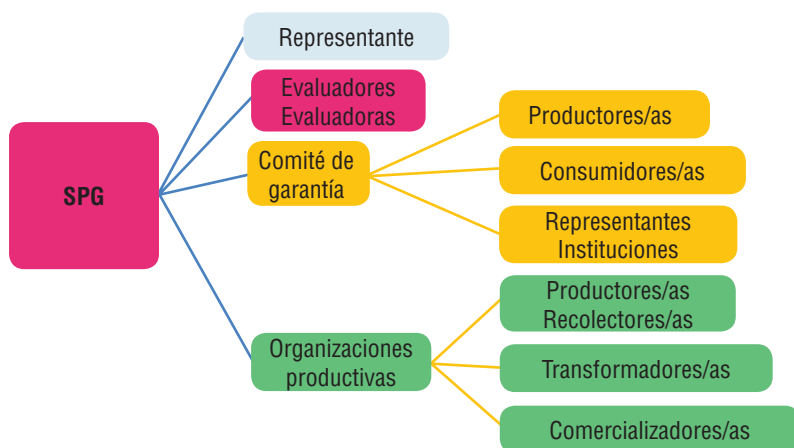 SPG
Representante
Evaluadores
Evaluadoras
Comité de
garantía
Productores/as
Consumidores/as
Representantes
Instituciones
Organizaciones
productivas
Productores/as
Recolectores/as
Transformadores/as
Comercializadores/as